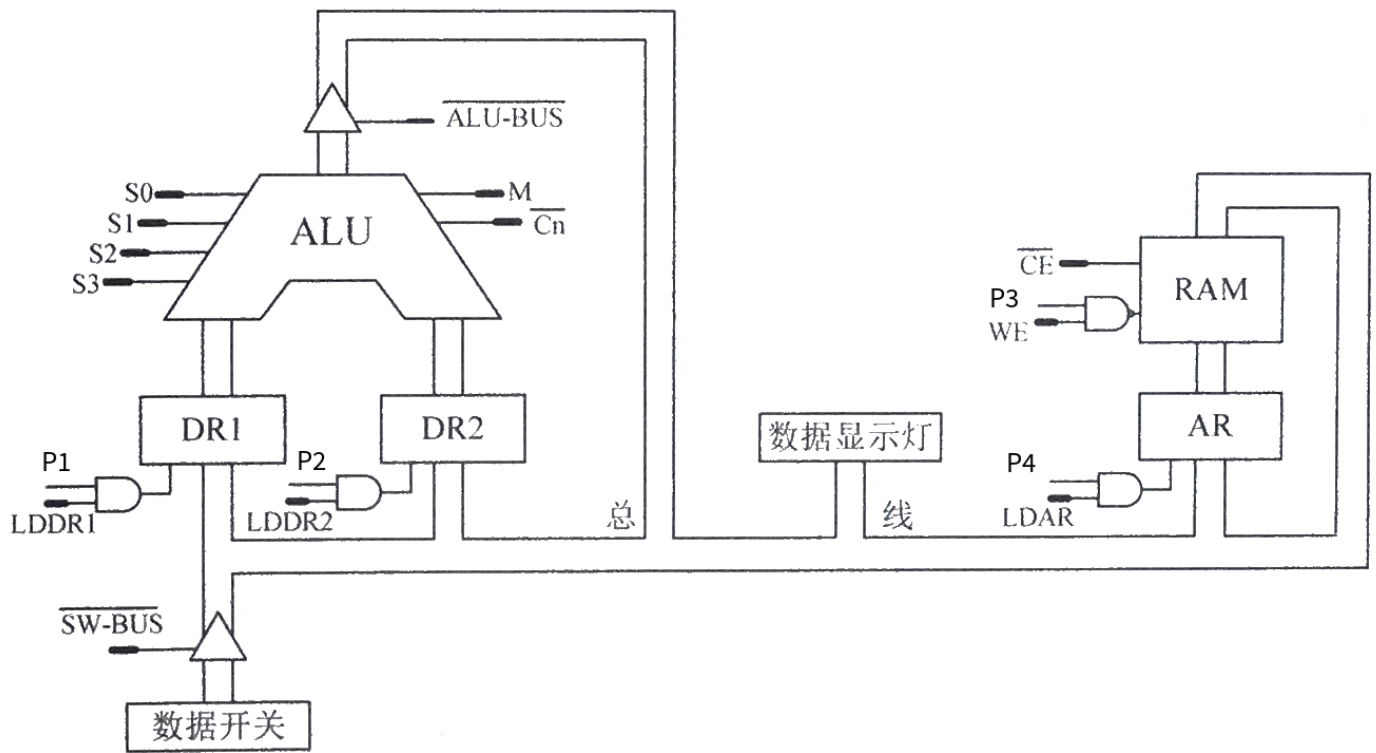 ALU-BUS
S0
M
S1
ALU
Cn
S2
S3
CE
RAM
P3
WE
DR1
DR2
数据显示灯
AR
P1
P2
P4
LDDR1
LDDR2
总
线
LDAR
SW-BUS
数据开关